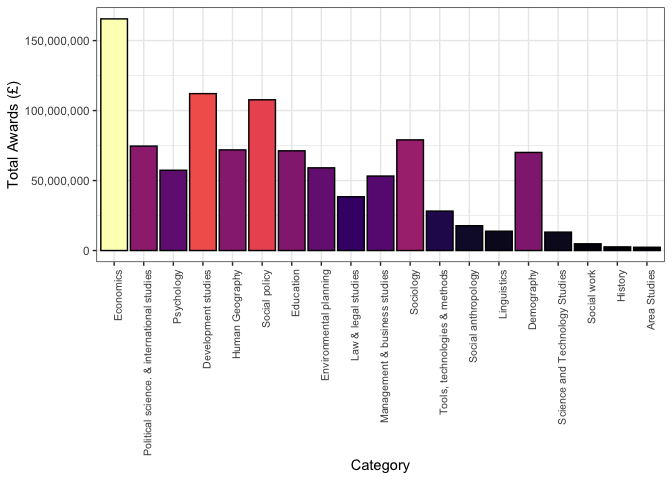 Total Awards (£)
150,000,000
100,000,000
50,000,000
0
Economics
Political science. & international studies
Psychology
Development studies
Human Geography
Social policy
Education
Environmental planning
Law & legal studies
Management & business studies
Sociology
Tools, technologies & methods
Social anthropology
Linguistics
Demography
Science and Technology Studies
Social work
History
Area Studies
Category